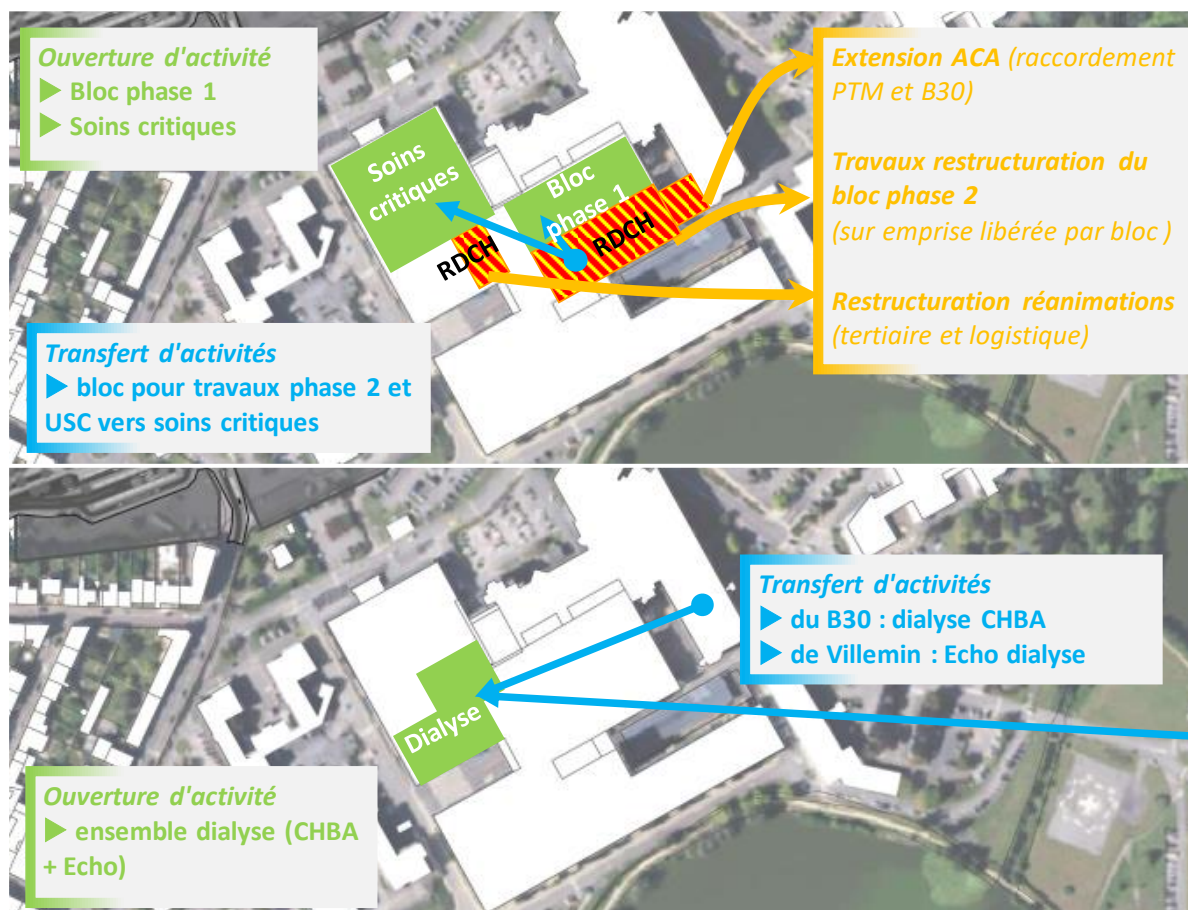 Ouverture d'activité
▶ Bloc phase 1
▶ Soins critiques
Soins
critiques
Bloc
phase 1
RDCH
RDCH
Extension ACA (raccordement
PTM et B30)
Travaux restructuration du
bloc phase 2
(sur emprise libérée par bloc )
Restructuration réanimations
(tertiaire et logistique)
Transfert d'activités
▶ bloc pour travaux phase 2 et
USC vers soins critiques
Transfert d'activités
▶ du B30 : dialyse CHBA
▶ de Villemin : Echo dialyse
Dialyse
Ouverture d'activité
▶ ensemble dialyse (CHBA
+ Echo)